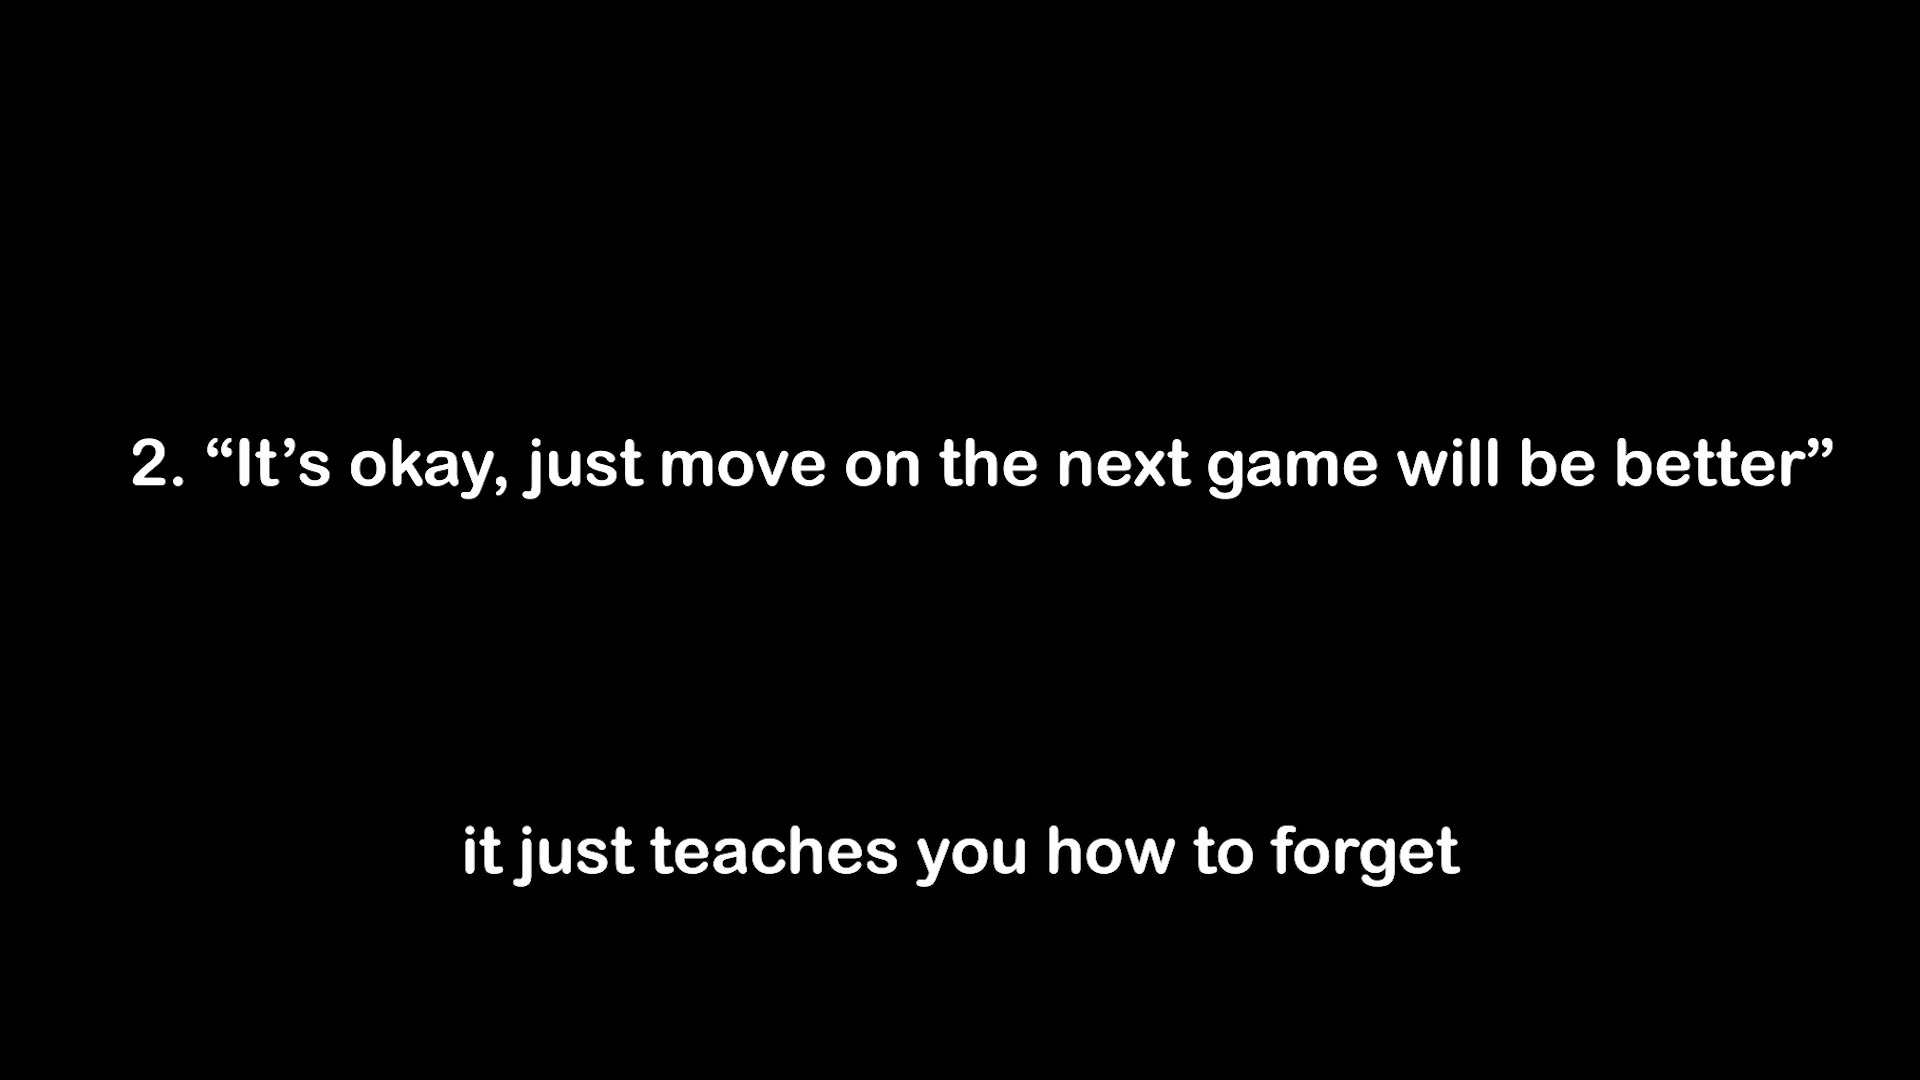 2. “It’s okay, just move on the next game will be better”
it just teaches you how to forget